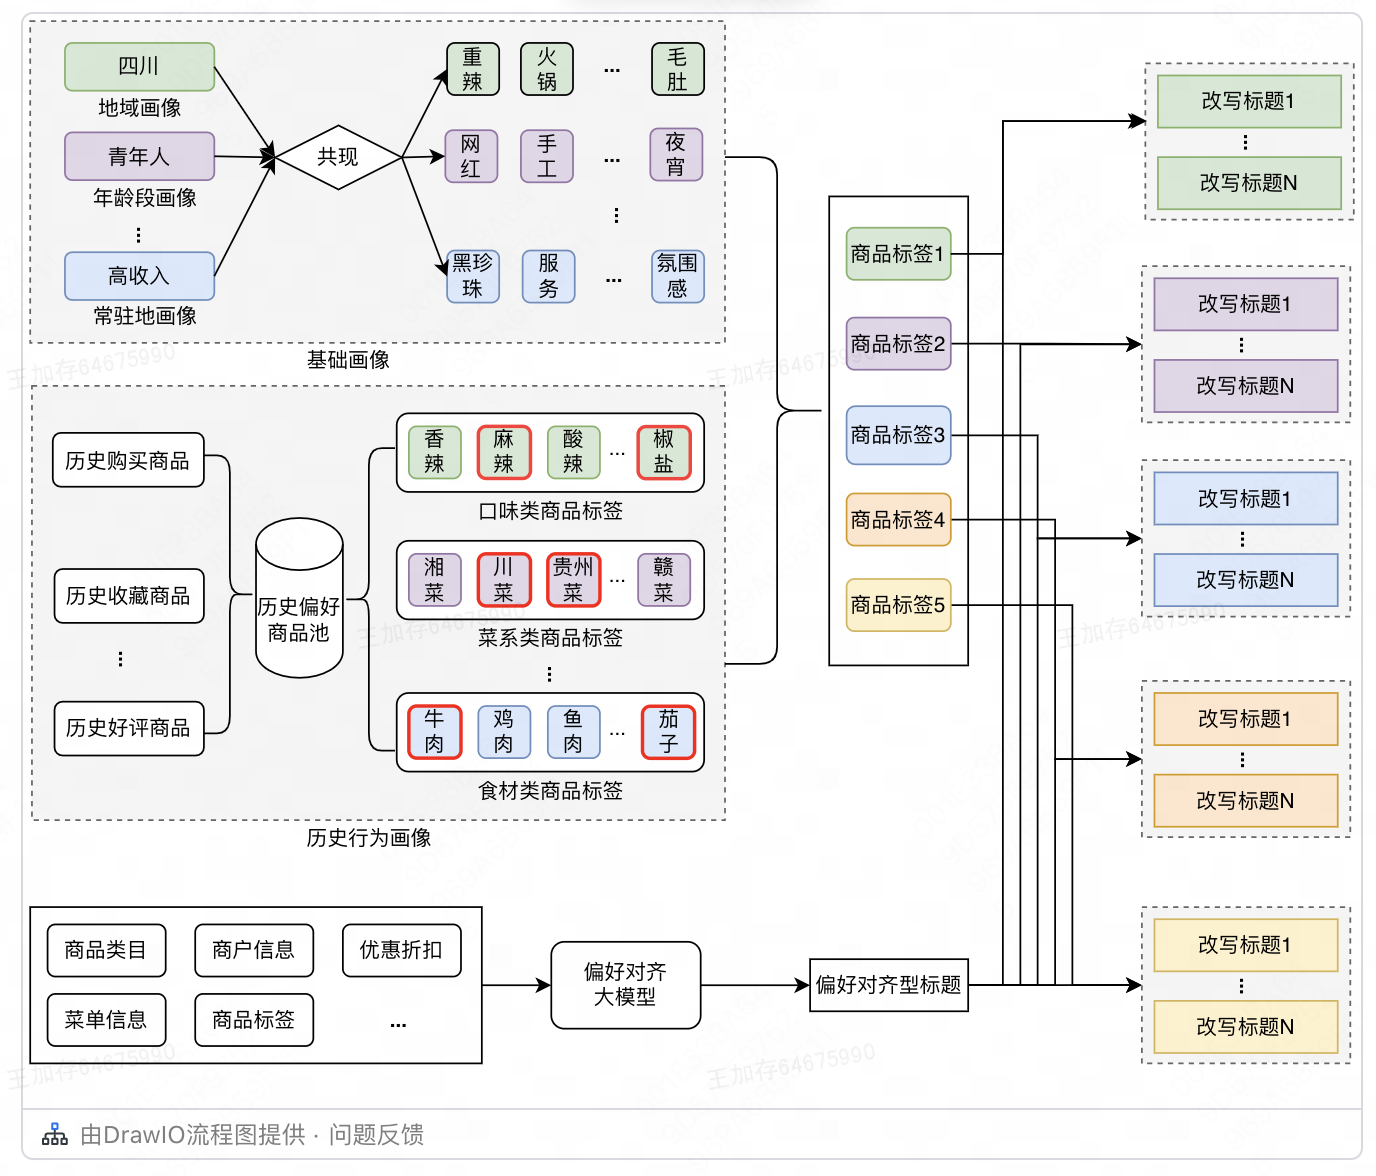 四川
地域画像
青年人
年龄段画像
⋮
高收入
常驻地画像
共现
重
辣
火
锅
...
毛
肚
网
红
手
工
...
夜
宵
⋮
黑珍
珠
服
务
...
氛围
感
基础画像
历史购买商品
历史收藏商品
⋮
历史好评商品
历史偏好
商品池
香
辣
麻
辣
酸
辣
...
椒
盐
口味类商品标签
湘
菜
川
菜
贵州
菜
...
赣
菜
菜系类商品标签
⋮
牛
肉
鸡
肉
鱼
肉
...
茄
子
食材类商品标签
历史行为画像
商品标签1
商品标签2
商品标签3
商品标签4
商品标签5
改写标题1
⋮
改写标题N
改写标题1
⋮
改写标题N
改写标题1
⋮
改写标题N
改写标题1
⋮
改写标题N
改写标题1
⋮
改写标题N
商品类目
商户信息
优惠折扣
菜单信息
商品标签
...
偏好对齐
大模型
偏好对齐型标题
王加存64675990
王加存64675990
王加存64675990
王加存64675990
王加存64675990
王加存64675990
由DrawIO流程图提供 · 问题反馈